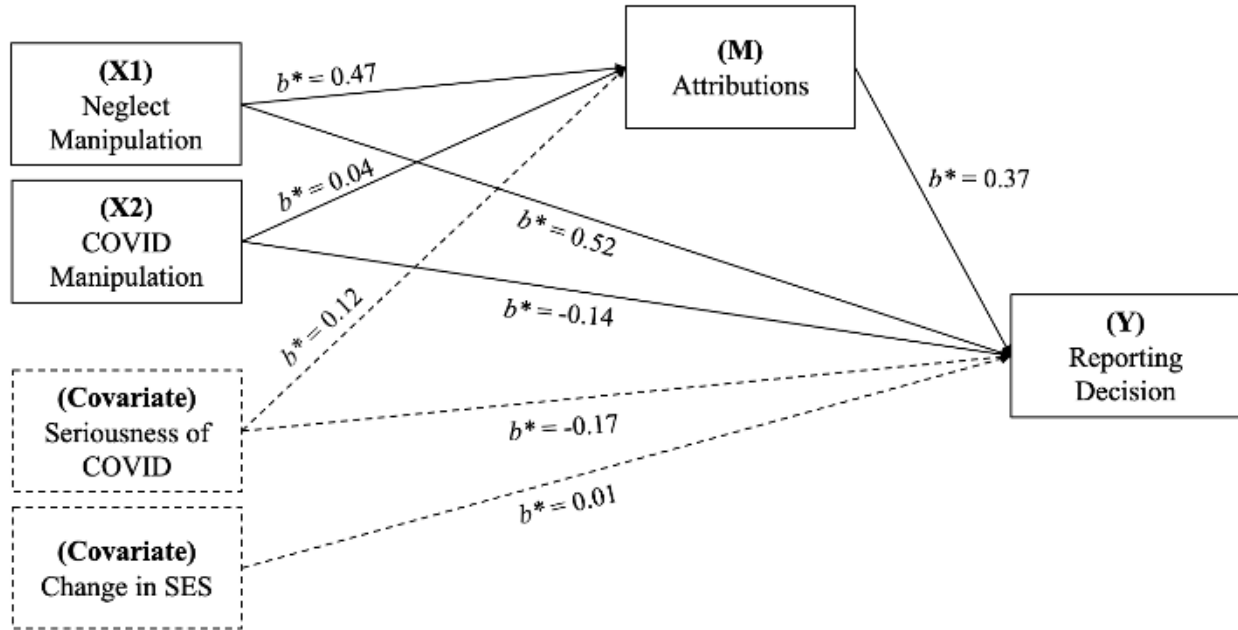 (X1)
Neglect
Manipulation
(X2)
COVID
Manipulation
(Covariate)
Seriousness of
COVID
(Covariate)
Change in SES
(M)
Attributions
(Y)
Reporting
Decision
b* = 0.47
b* = 0.04
b* = 0.12
b* = 0.52
b* = -0.14
b* = -0.17
b* = 0.01
b* = 0.37